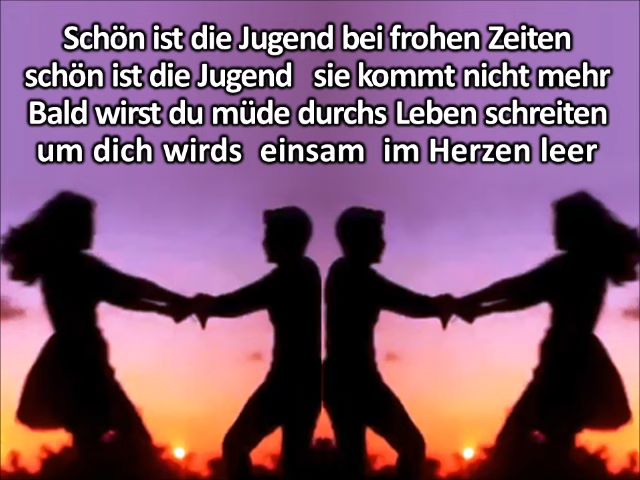 Schön ist die Jugend bei frohen Zeiten
schön ist die Jugend sie kommt nicht mehr
Bald wirst du müde durchs Leben schreiten
um dich wirds einsam im Herzen leer